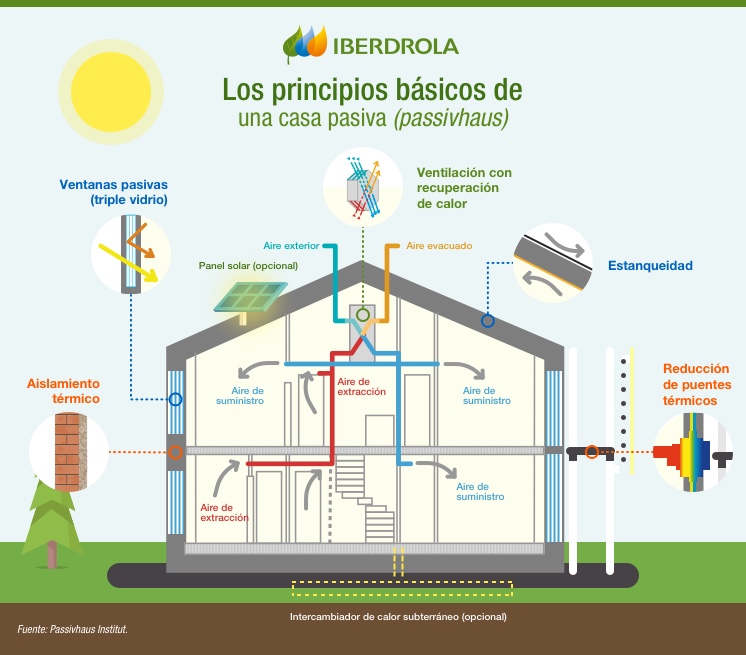 IBERDROLA
Los principios básicos de
una casa pasiva (passivhaus)
Ventanas pasivas
(triple vidrio)
Ventilación con
recuperación
de calor
Aire exterior
Aire evacuado
Panel solar (opcional)
Estanqueidad
Aislamiento
térmico
Reducción
de puentes
térmicos
Aire de
suministro
Aire de
extracción
Aire de
suministro
Aire de
extracción
Aire de
suministro
Intercambiador de calor subterráneo (opcional)
Fuente: Passivhaus Institut.